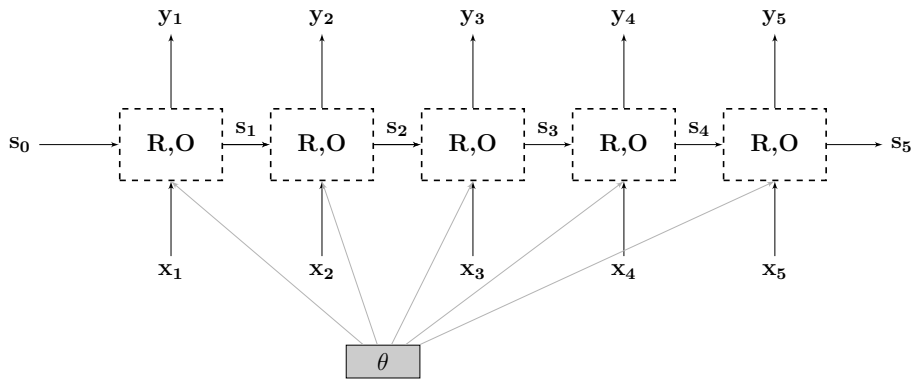 y₁ y₂ y₃ y₄ y₅
s₀ R,O s₁ R,O s₂ R,O s₃ R,O s₄ R,O s₅
x₁ x₂ x₃ x₄ x₅
θ